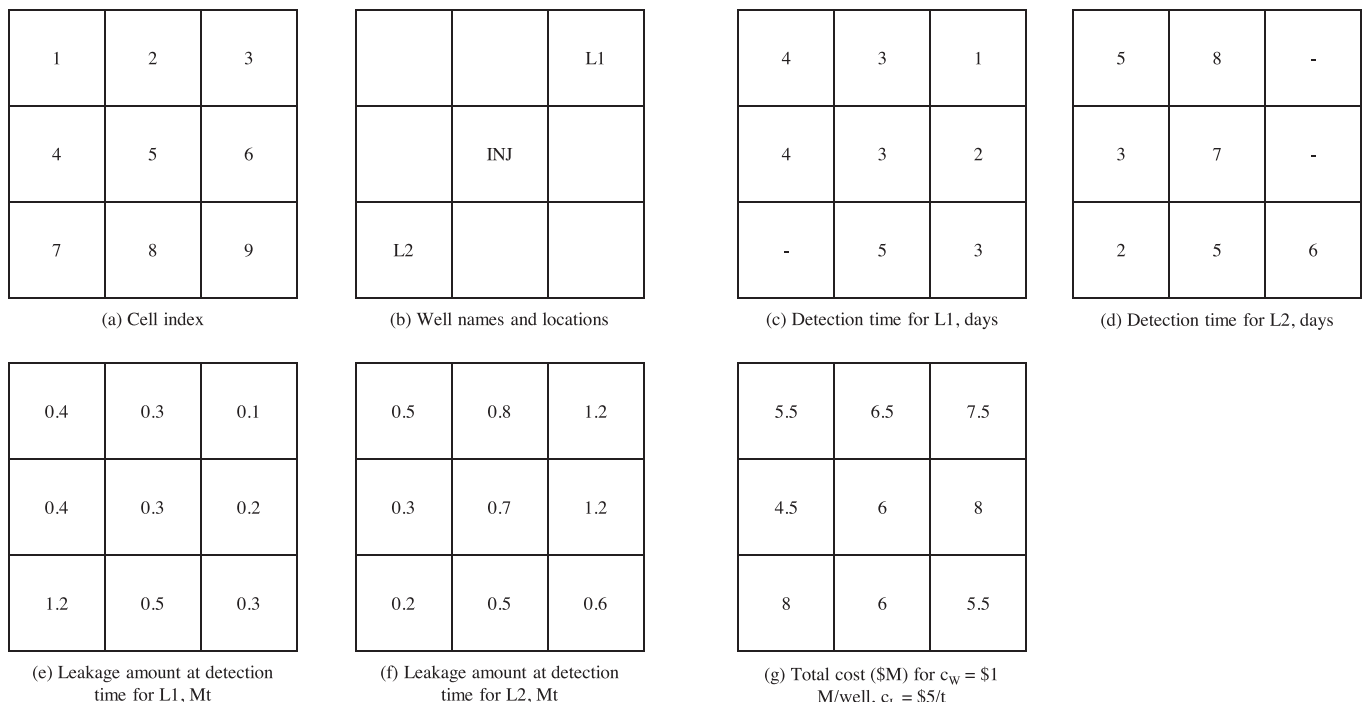 1 2 3
4 5 6
7 8 9
(a) Cell index
L1
INJ
L2
(b) Well names and locations
4 3 1
4 3 2
- 5 3
(c) Detection time for L1, days
5 8 -
3 7 -
2 5 6
(d) Detection time for L2, days
0.4 0.3 0.1
0.4 0.3 0.2
1.2 0.5 0.3
(e) Leakage amount at detection
time for L1, Mt
0.5 0.8 1.2
0.3 0.7 1.2
0.2 0.5 0.6
(f) Leakage amount at detection
time for L2, Mt
5.5 6.5 7.5
4.5 6 8
8 6 5.5
(g) Total cost ($M) for cW = $1
M/well, cL = $5/t